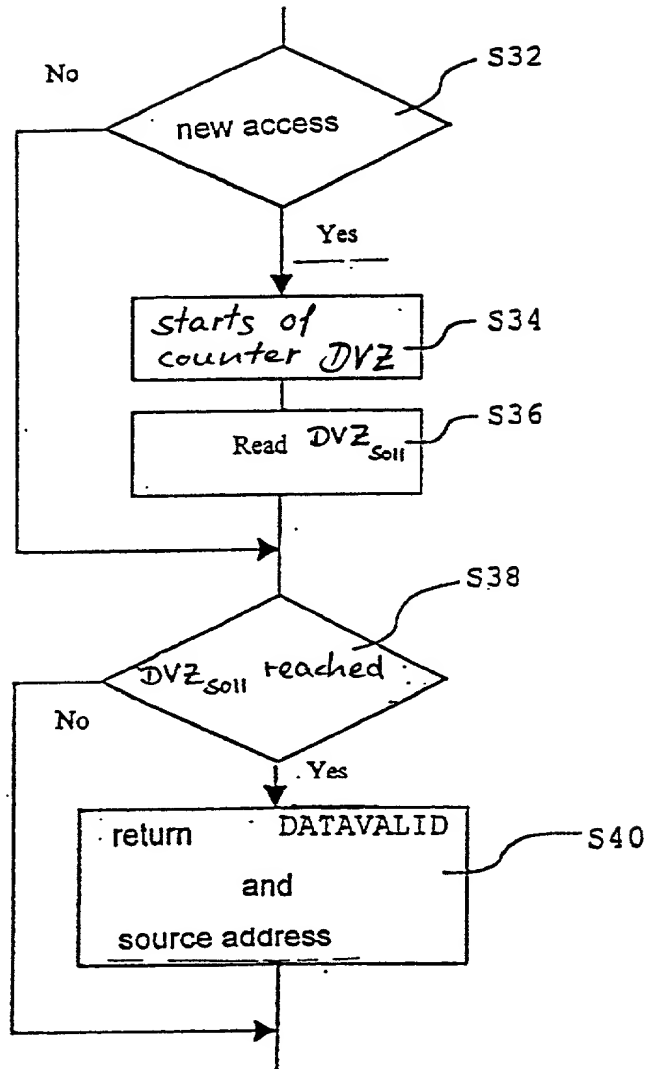 No
S32
new access
Yes
starts of
counter DVZ
S34
S36
Read DVZsoll
S38
DVZsoll reached
No
Yes
return DATAVALID
and
source address
S40